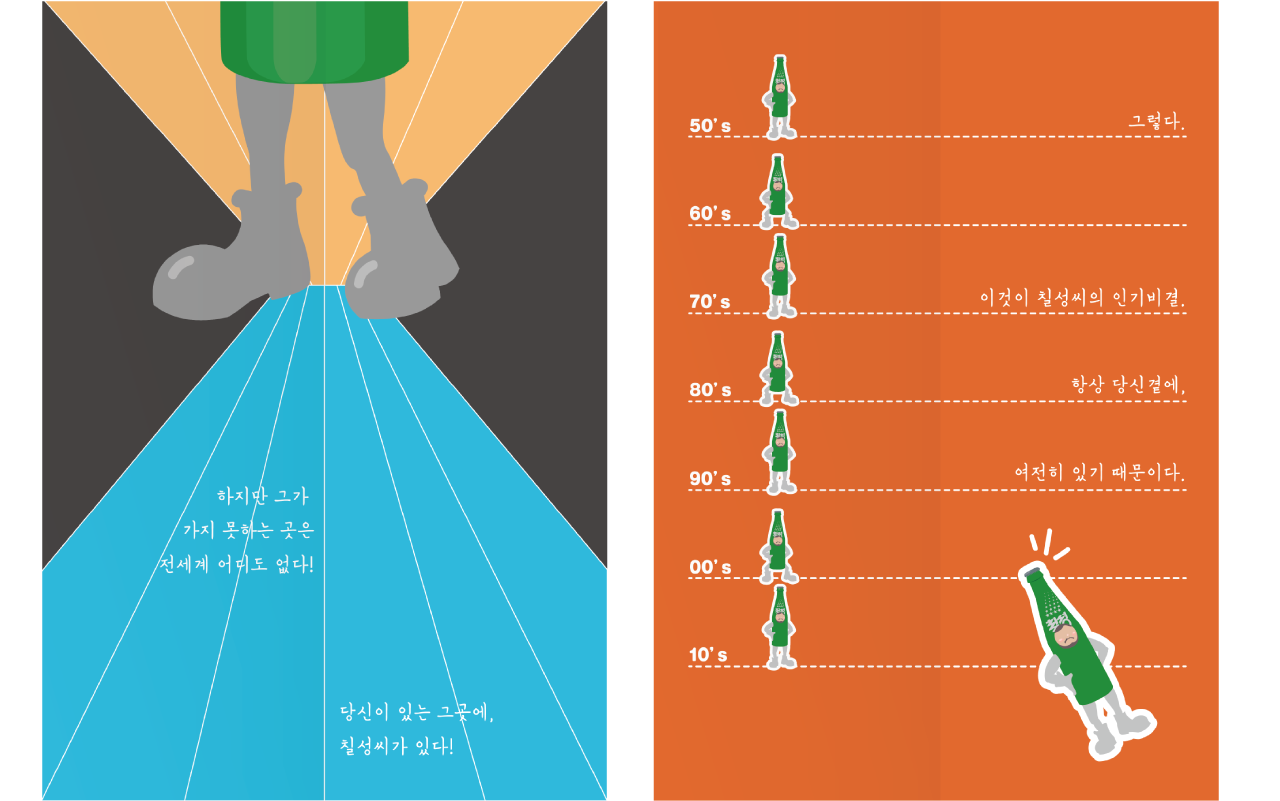 하지만 그가
가지 못하는 곳은
전세계 어디도 없다!
당신이 있는 그곳에,
칠성씨가 있다!
50's
그렇다.
60's
70's
이것이 칠성씨의 인기비결.
80's
항상 당신곁에,
90's
여전히 있기 때문이다.
00's
10's